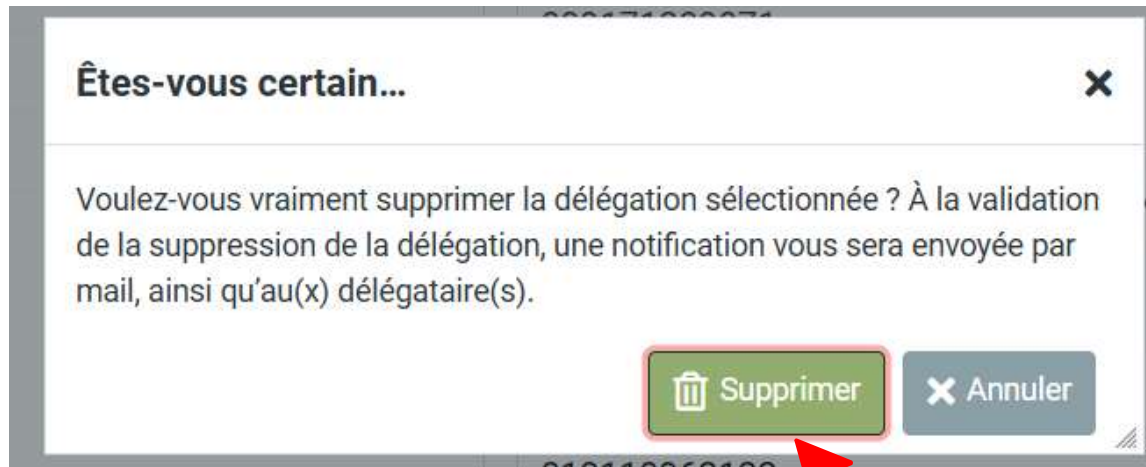 Êtes-vous certain...
Voulez-vous vraiment supprimer la délégation sélectionnée ? À la validation
de la suppression de la délégation, une notification vous sera envoyée par
mail, ainsi qu’au(x) délégataire(s).
Supprimer
Annuler